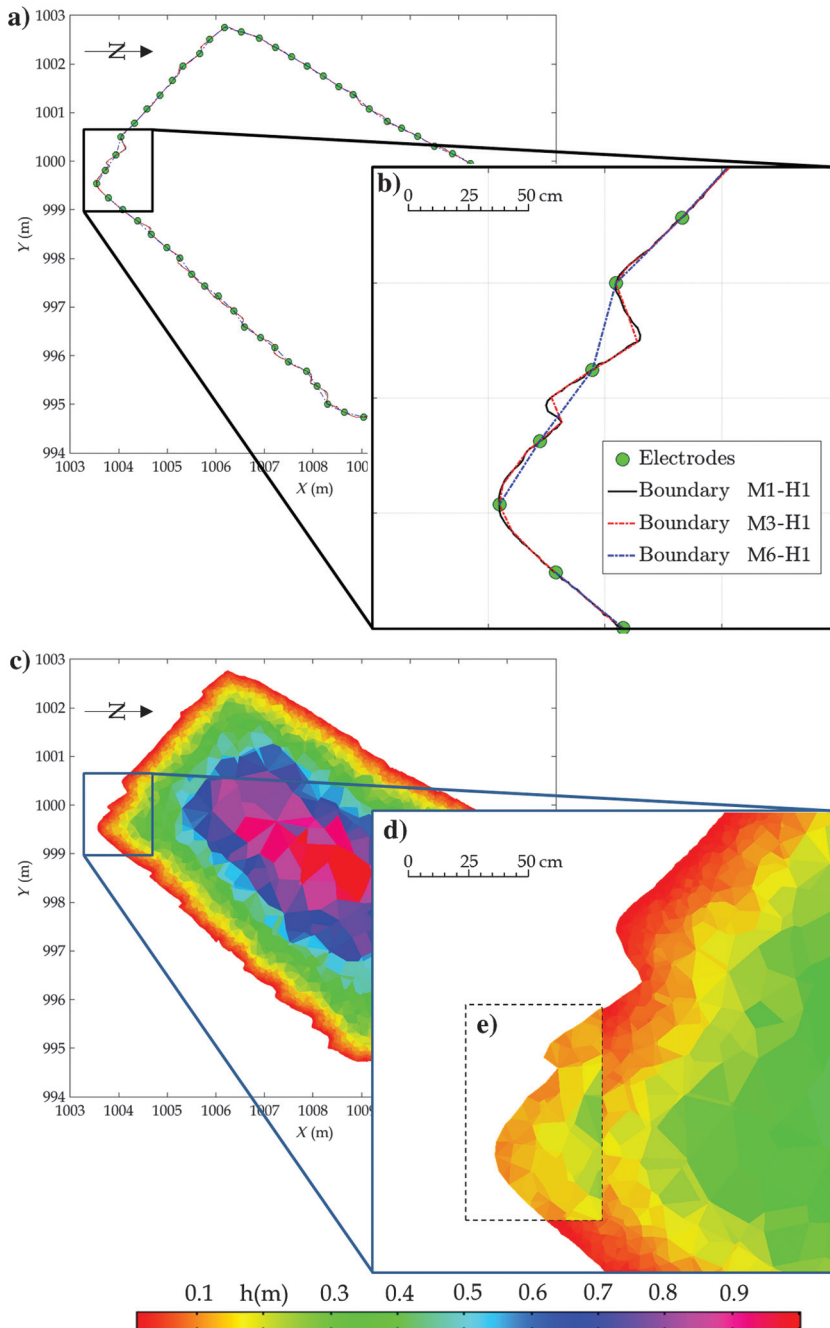 a)
1003
N
1002
1001
1000
999
998
997
996
995
994
Y (m)
1003 1004 1005 1006 1007 1008 100
X (m)
b)
0 25 50 cm
Electrodes
Boundary M1-H1
Boundary M3-H1
Boundary M6-H1
c)
1003
N
1002
1001
1000
999
998
997
996
995
994
Y (m)
1003 1004 1005 1006 1007 1008 1009
X (m)
d)
0 25 50 cm
e)
0.1 h(m) 0.3 0.4 0.5 0.6 0.7 0.8 0.9